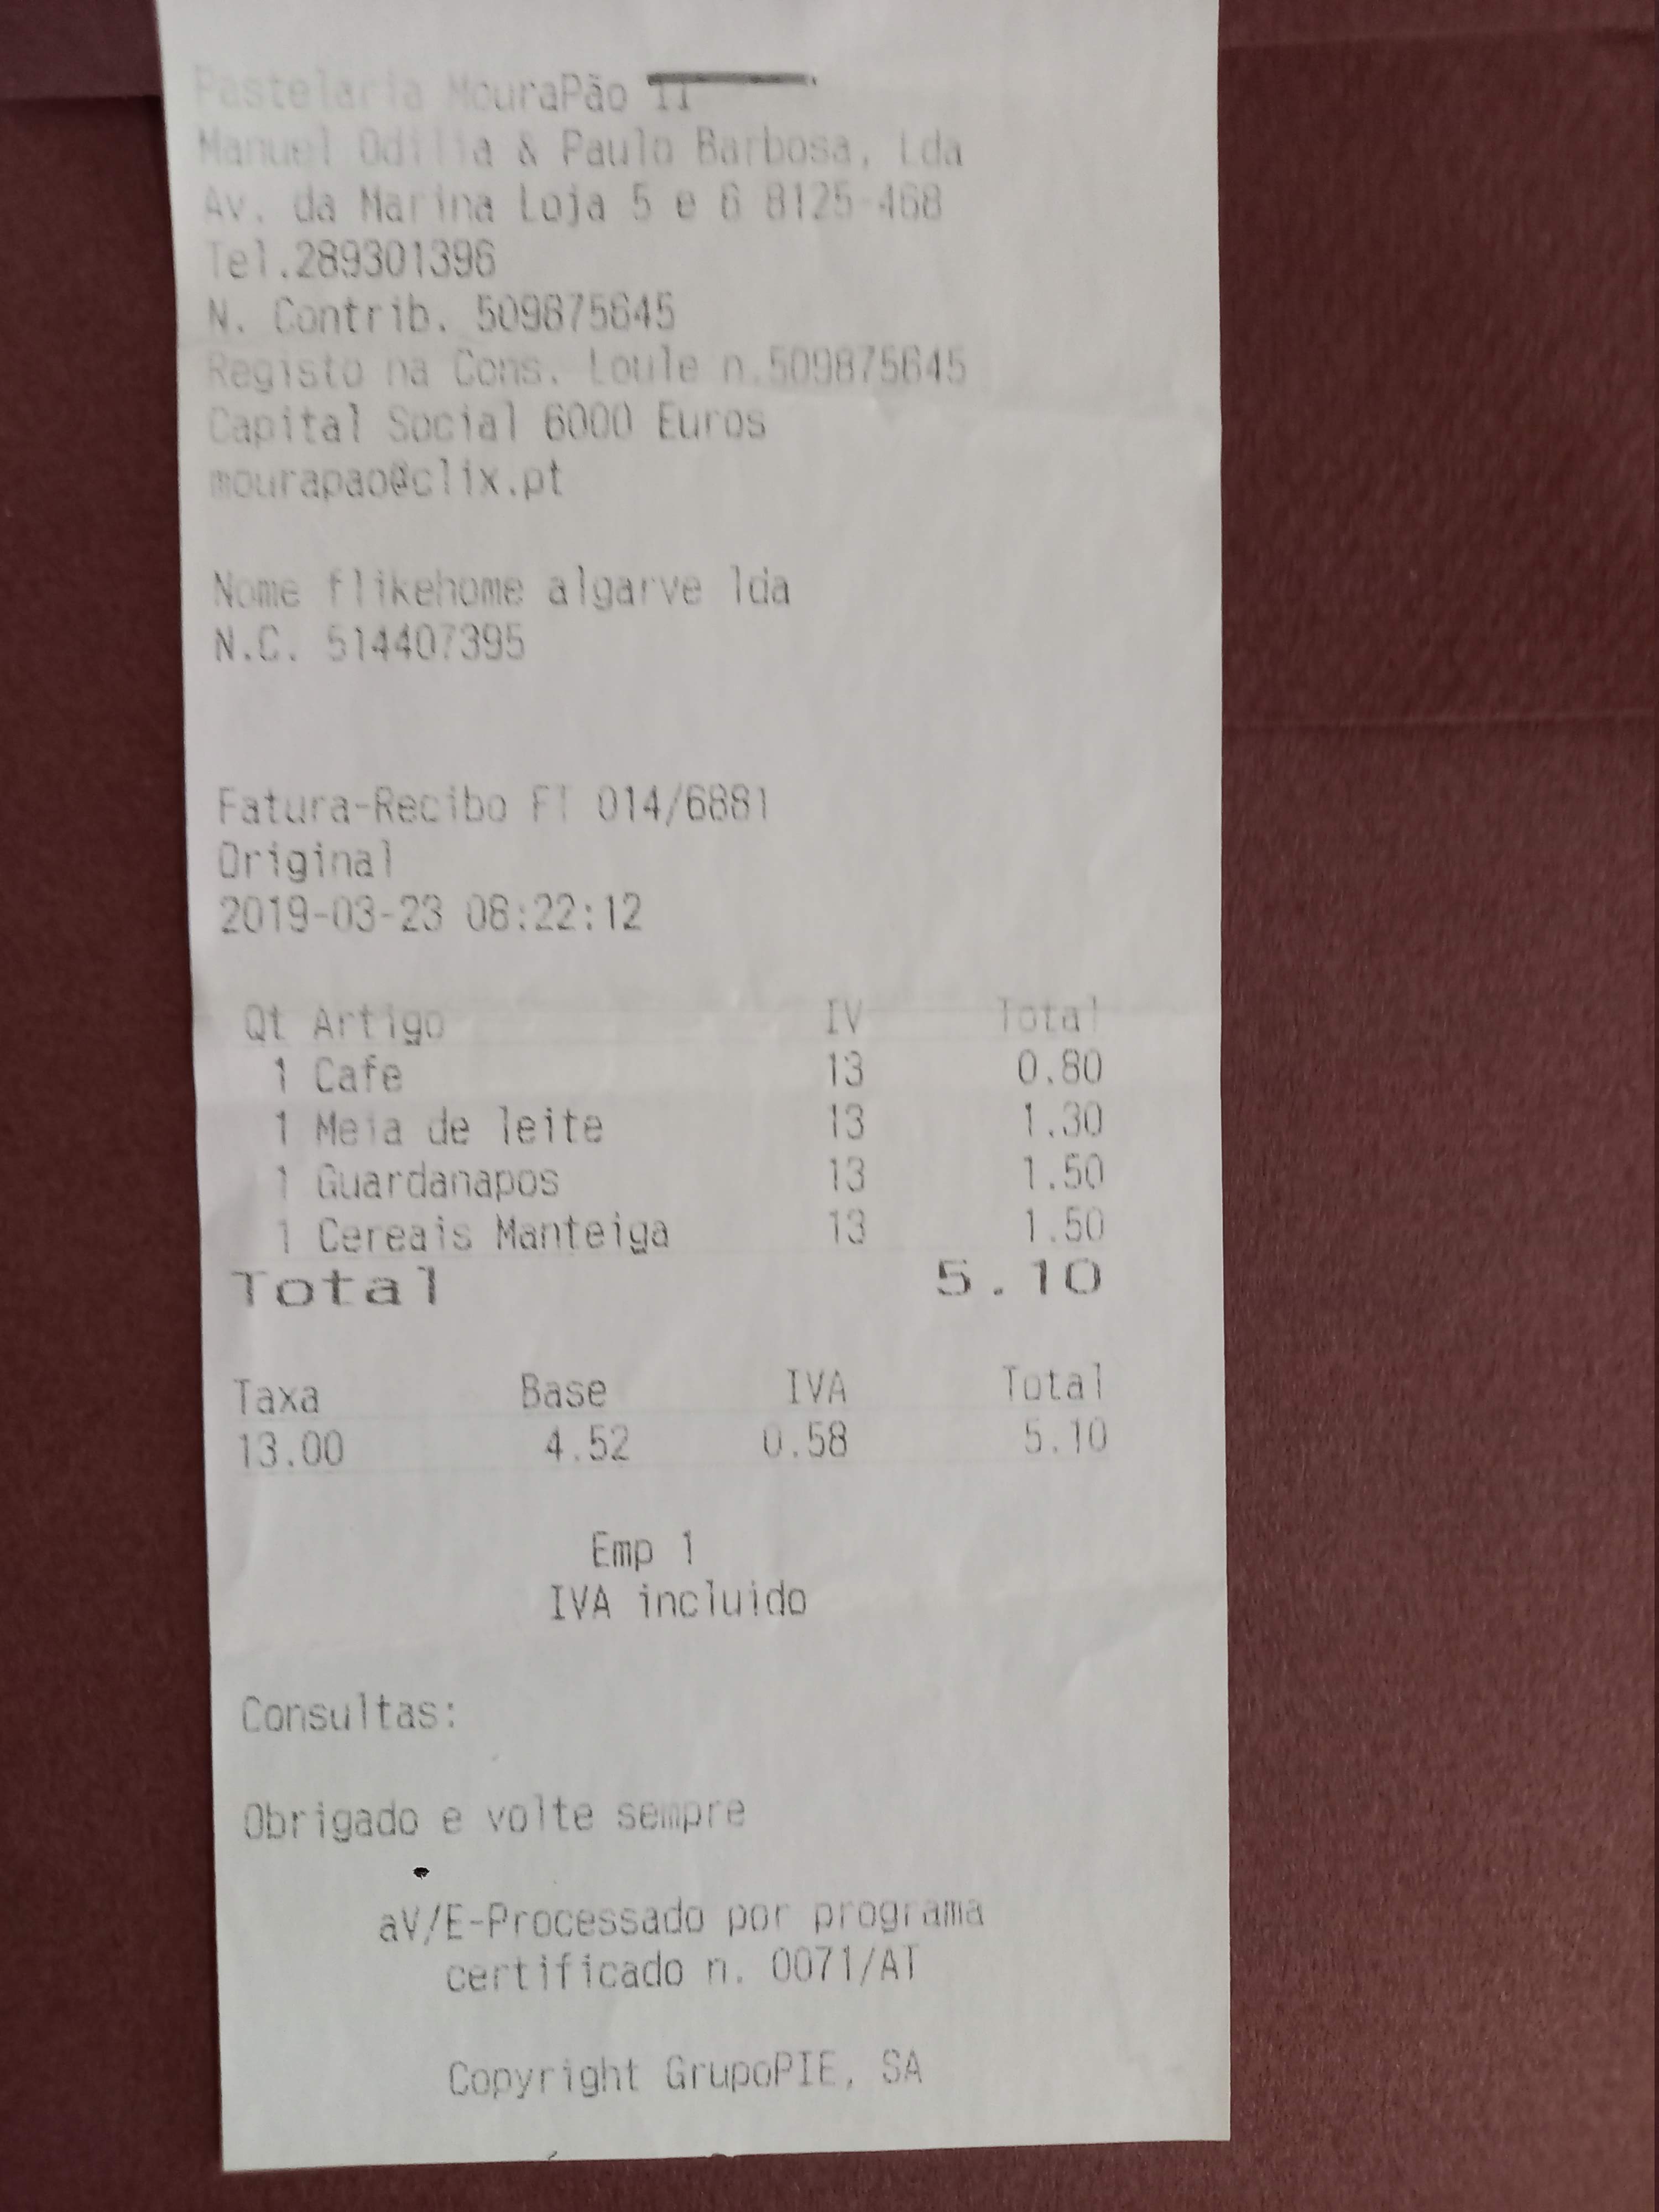 Pastelaria MouraPão II
Manuel Odilia & Paulo Barbosa, Lda
Av. da Marina Loja 5 e 6 8125-468
Tel.289301396
N. Contrib. 509875645
Registo na Cons. Loule n.509875645
Capital Social 6000 Euros
mourapao@clix.pt
Nome flikehome algarve lda
N.C. 514407395
Fatura-Recibo FT 014/6881
Original
2019-03-23 08:22:12
Qt Artigo IV Total
1 Cafe 13 0.80
1 Meia de leite 13 1.30
1 Guardanapos 13 1.50
1 Cereais Manteiga 13 1.50
Total 5.10
Taxa Base IVA Total
13.00 4.52 0.58 5.10
Emp 1
IVA incluido
Consultas:
Obrigado e volte sempre
aV/E-Processado por programa
certificado n. 0071/AT
Copyright GrupoPIE, SA